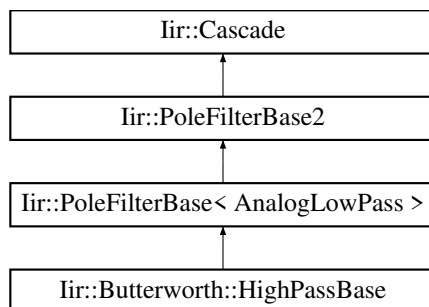 Iir::Cascade
Iir::PoleFilterBase2
Iir::PoleFilterBase< AnalogLowPass >
Iir::Butterworth::HighPassBase